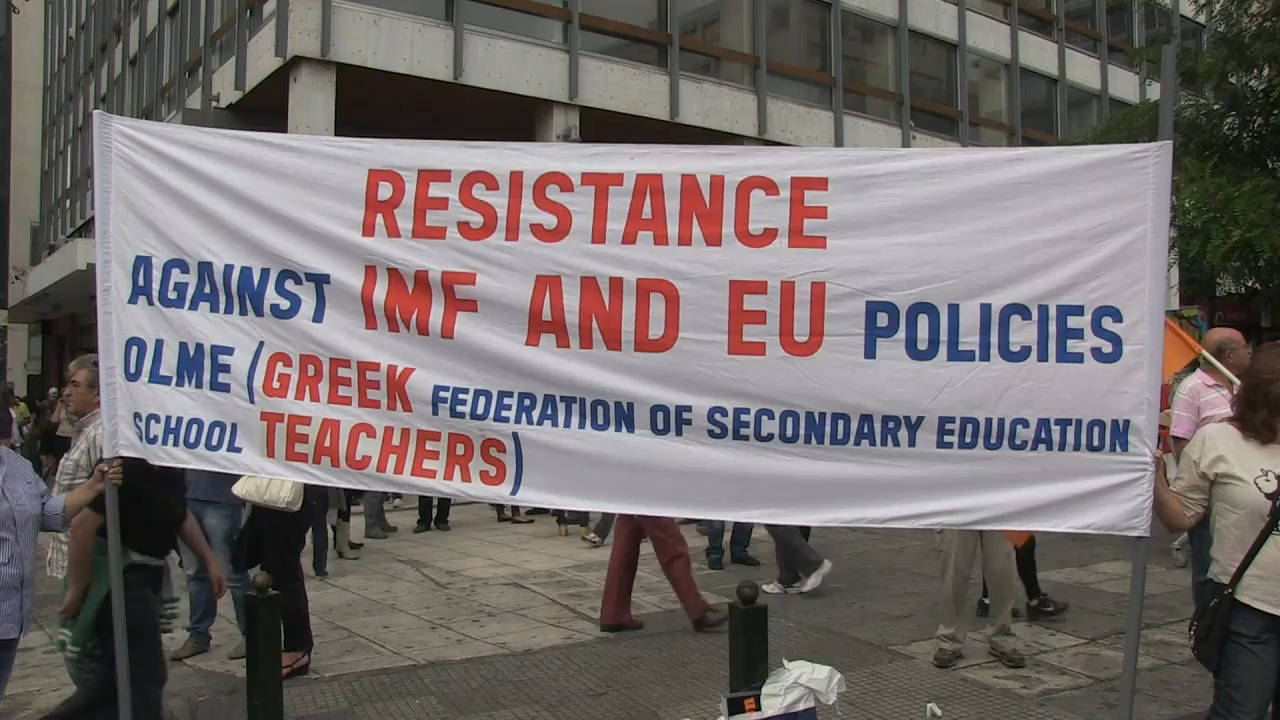 RESISTANCE
AGAINST IMF AND EU POLICIES
OLME (GREEK FEDERATION OF SECONDARY EDUCATION
SCHOOL TEACHERS)